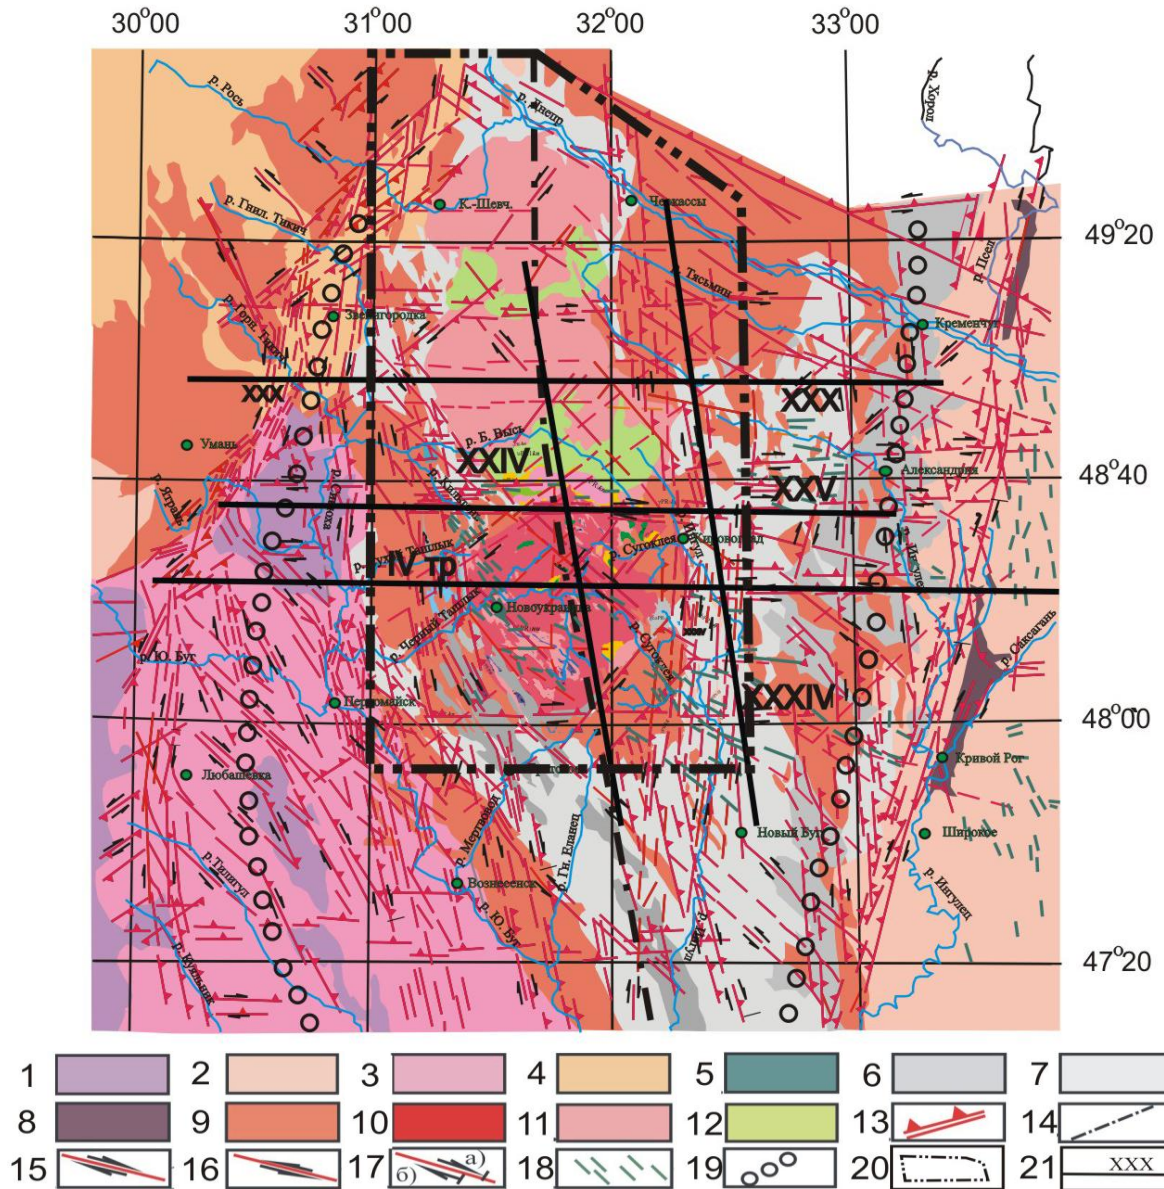 30°00 31°00 32°00 33°00
р. Рось
р. Днепр
р. Хорол
К.-Шевч.
Черкассы
р. Гнил. Тикич
49°20
р. Псел
р. Тясьмин
Звенигородка
Кременчуг
XXX
XXXI
Умань
р. Б. Высь
XXIV
Александрия
48°40
р. Ятрань
р. Синюха
XXV
р. Ингул
Кировоград
р. Сугоклея
IV тр
Новоукраинка
р. Черный Ташлык
р. Сугоклея
р. Саксагань
р. Ю. Буг
Первомайск
XXXIV
48°00
Любашевка
Кривой Рог
р. Мертвовод
р. Гн. Еланец
Новый Буг
Широкое
р. Тилигул
Вознесенск
р. Ю. Буг
р. Ингулец
р. Ингул
47°20
1 2 3 4 5 6 7
8 9 10 11 12 13 14
15 16 17 а) б) 18 19 20 21 XXX